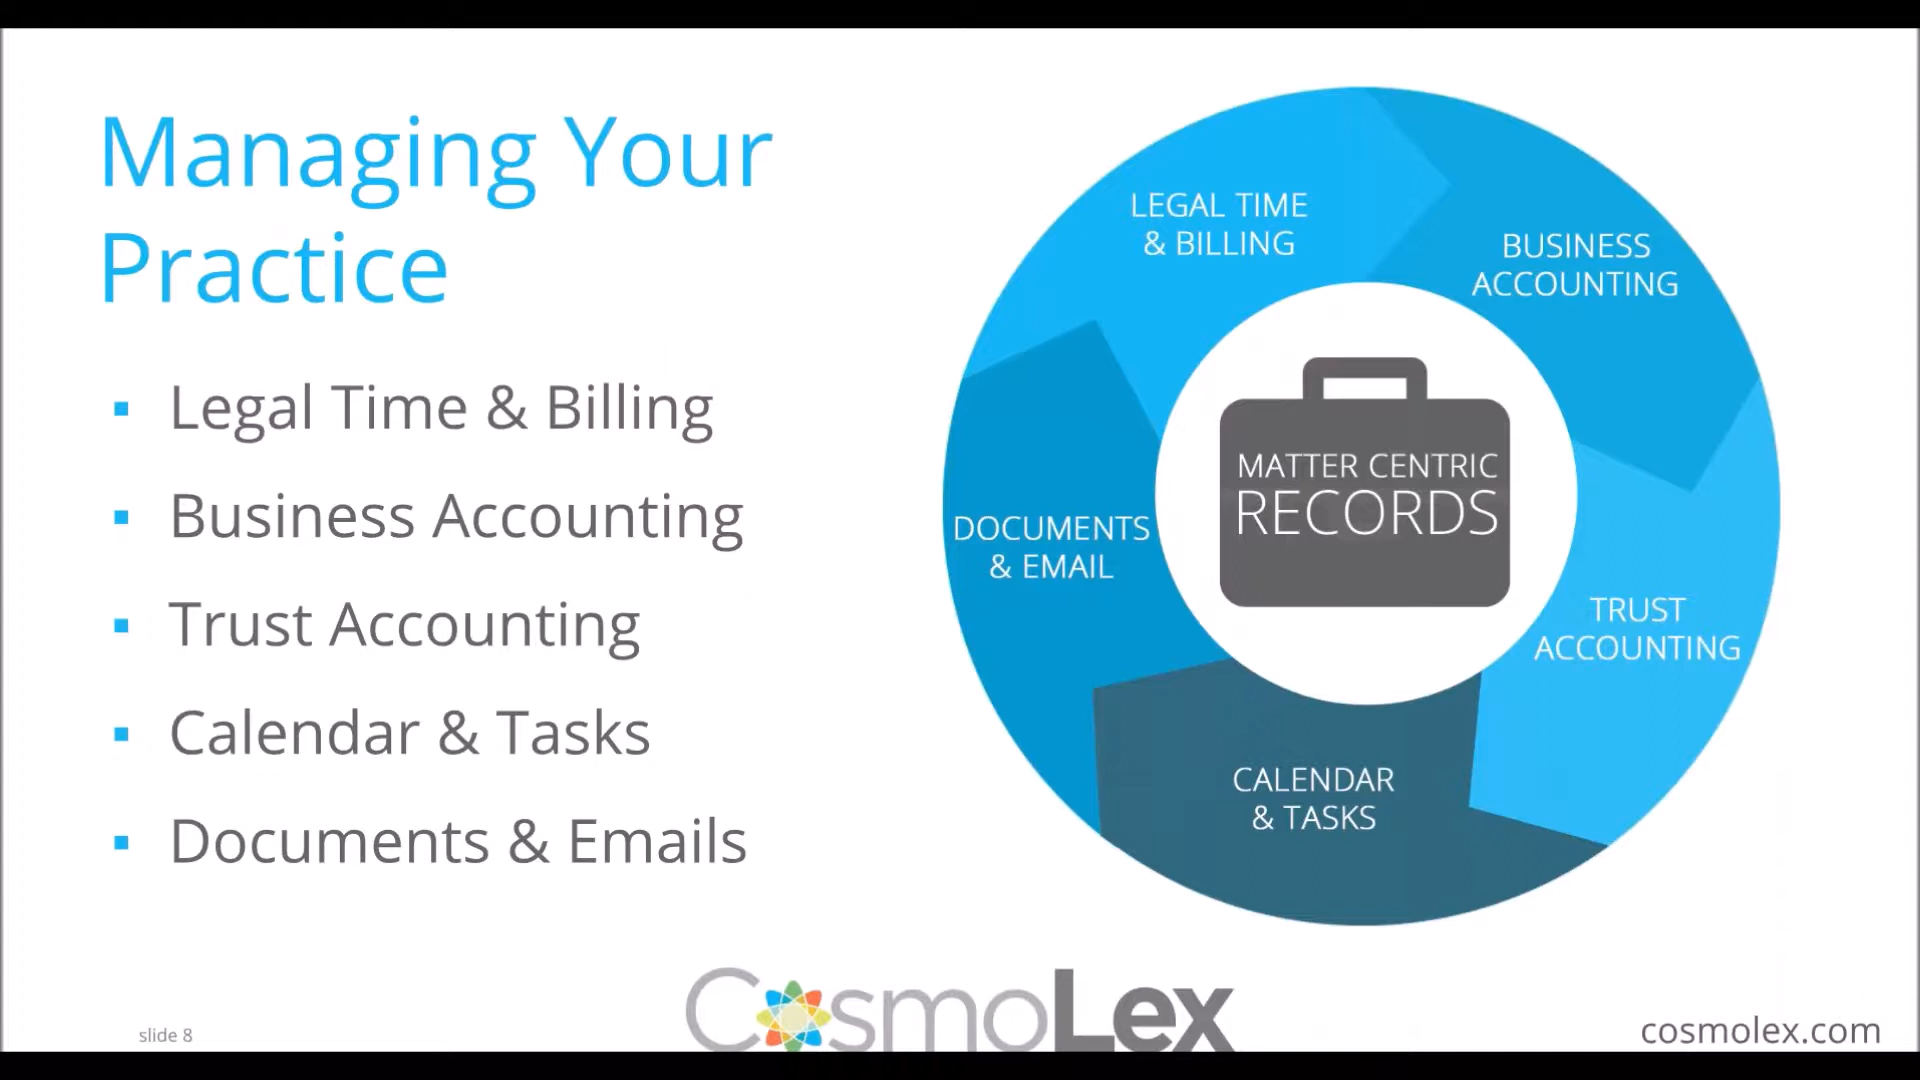 Managing Your
Practice
Legal Time & Billing
Business Accounting
Trust Accounting
Calendar & Tasks
Documents & Emails
LEGAL TIME
& BILLING
BUSINESS
ACCOUNTING
TRUST
ACCOUNTING
CALENDAR
& TASKS
DOCUMENTS
& EMAIL
MATTER CENTRIC
RECORDS
slide 8
CosmoLex
cosmolex.com